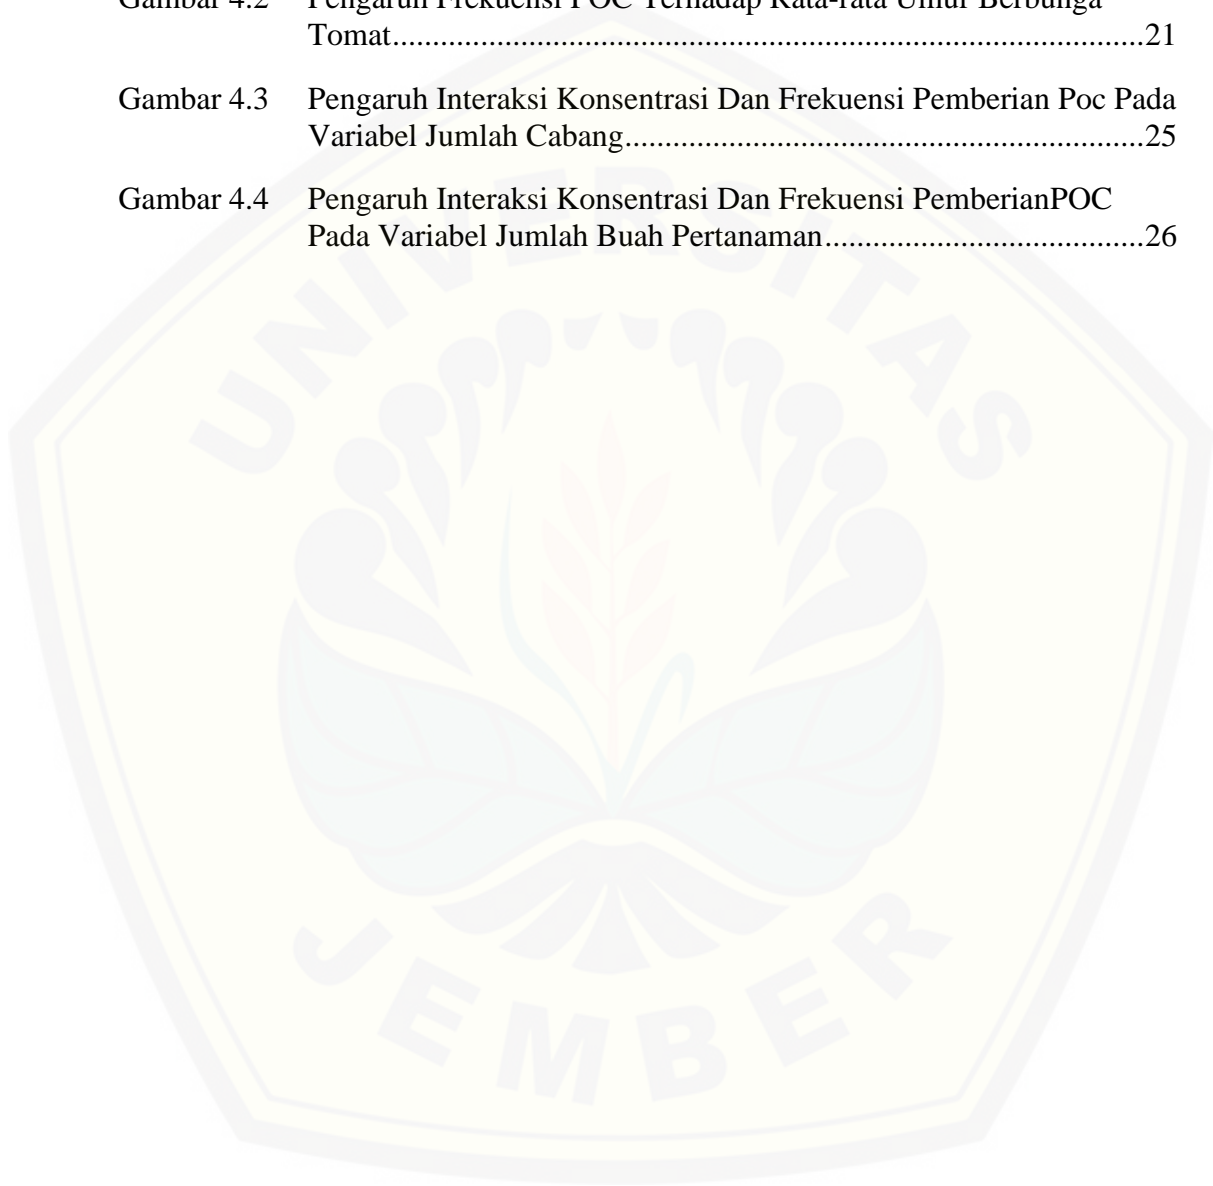 Gambar 4.2 Pengaruh Frekuensi POC Terhadap Rata-rata Umur Berbunga
Tomat..............................................................................................21
Gambar 4.3 Pengaruh Interaksi Konsentrasi Dan Frekuensi Pemberian Poc Pada
Variabel Jumlah Cabang.................................................................25
Gambar 4.4 Pengaruh Interaksi Konsentrasi Dan Frekuensi PemberianPOC
Pada Variabel Jumlah Buah Pertanaman........................................26
UNIVERSITAS
JEMBER